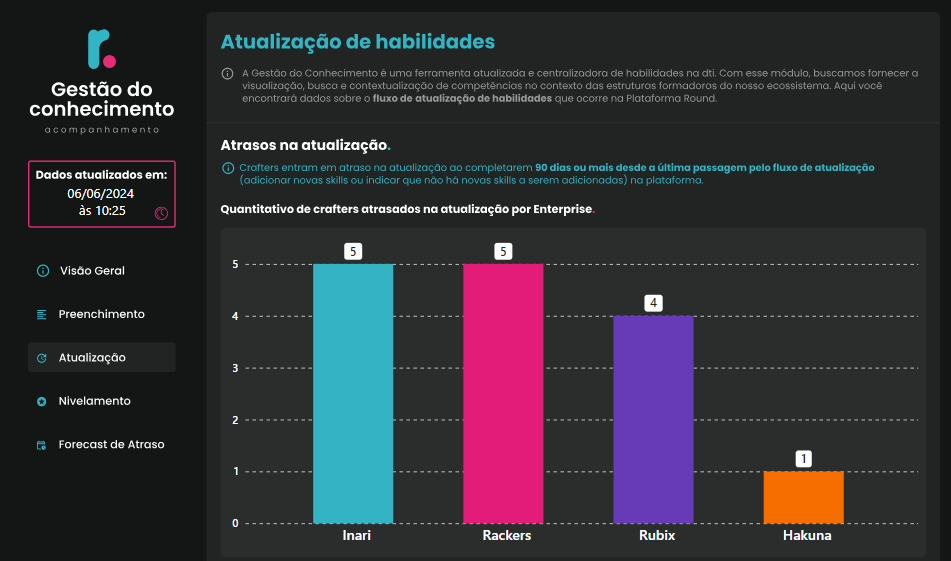 r.
Gestão do
conhecimento
acompanhamento
Dados atualizados em:
06/06/2024
às 10:25
Visão Geral
Preenchimento
Atualização
Nivelamento
Forecast de Atraso
Atualização de habilidades
A Gestão do Conhecimento é uma ferramenta atualizada e centralizadora de habilidades na dti. Com esse módulo, buscamos fornecer a
visualização, busca e contextualização de competências no contexto das estruturas formadoras do nosso ecossistema. Aqui você
encontrará dados sobre o fluxo de atualização de habilidades que ocorre na Plataforma Round.
Atrasos na atualização.
Crafters entram em atraso na atualização ao completarem 90 dias ou mais desde a última passagem pelo fluxo de atualização
(adicionar novas skills ou indicar que não há novas skills a serem adicionadas) na plataforma.
Quantitativo de crafters atrasados na atualização por Enterprise.
5 5 4 1
5
4
3
2
1
0
Inari Rackers Rubix Hakuna